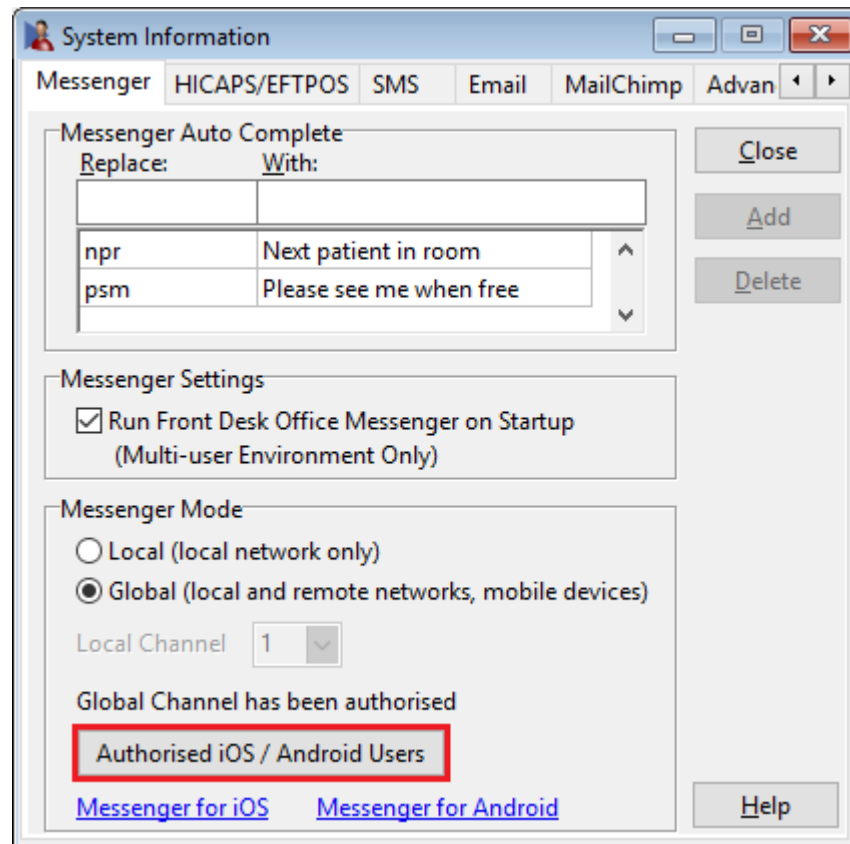 System Information
Messenger HICAPS/EFTPOS SMS Email MailChimp Advan
Messenger Auto Complete
Replace: With:
npr Next patient in room
psm Please see me when free
Close
Add
Delete
Messenger Settings
Run Front Desk Office Messenger on Startup
(Multi-user Environment Only)
Messenger Mode
Local (local network only)
Global (local and remote networks, mobile devices)
Local Channel 1
Global Channel has been authorised
Authorised iOS / Android Users
Messenger for iOS Messenger for Android
Help